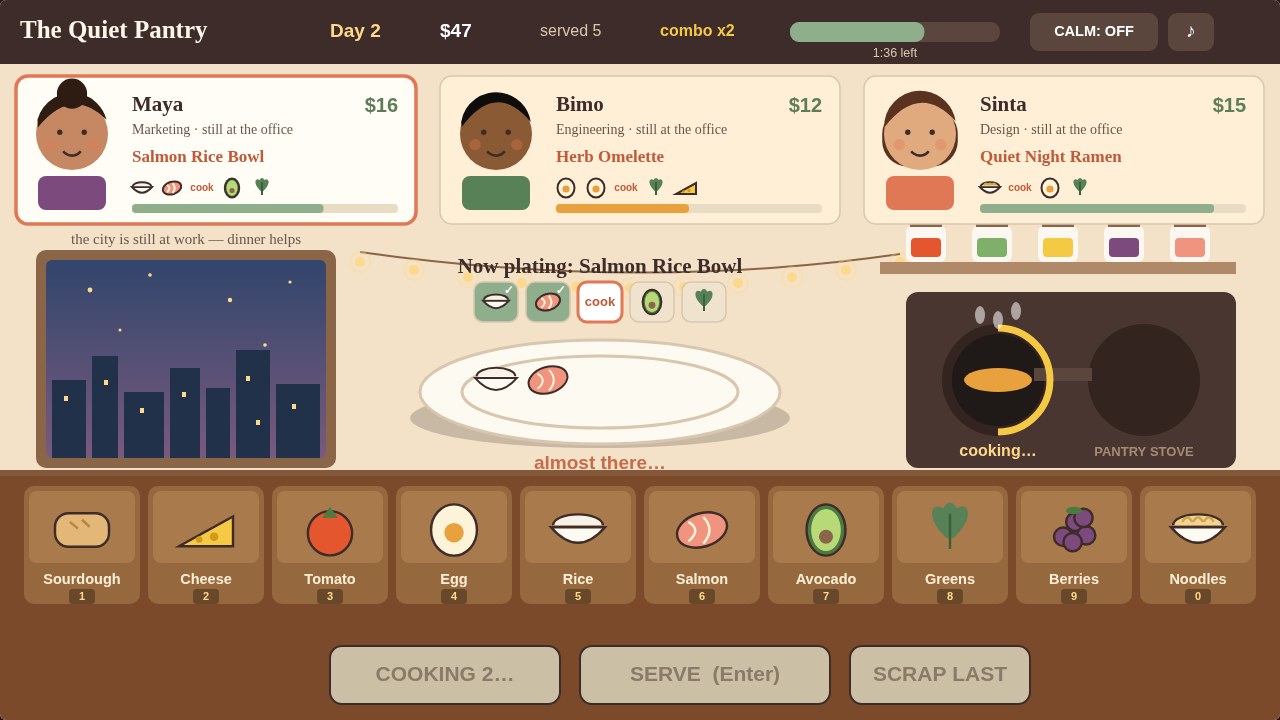 The Quiet Pantry
Day 2
$47
served 5
combo x2
1:36 left
CALM: OFF
♪
Maya
$16
Marketing · still at the office
Salmon Rice Bowl
cook
Bimo
$12
Engineering · still at the office
Herb Omelette
cook
Sinta
$15
Design · still at the office
Quiet Night Ramen
cook
the city is still at work — dinner helps
Now plating: Salmon Rice Bowl
✓
✓
cook
almost there…
cooking…
PANTRY STOVE
Sourdough
1
Cheese
2
Tomato
3
Egg
4
Rice
5
Salmon
6
Avocado
7
Greens
8
Berries
9
Noodles
0
COOKING 2…
SERVE (Enter)
SCRAP LAST